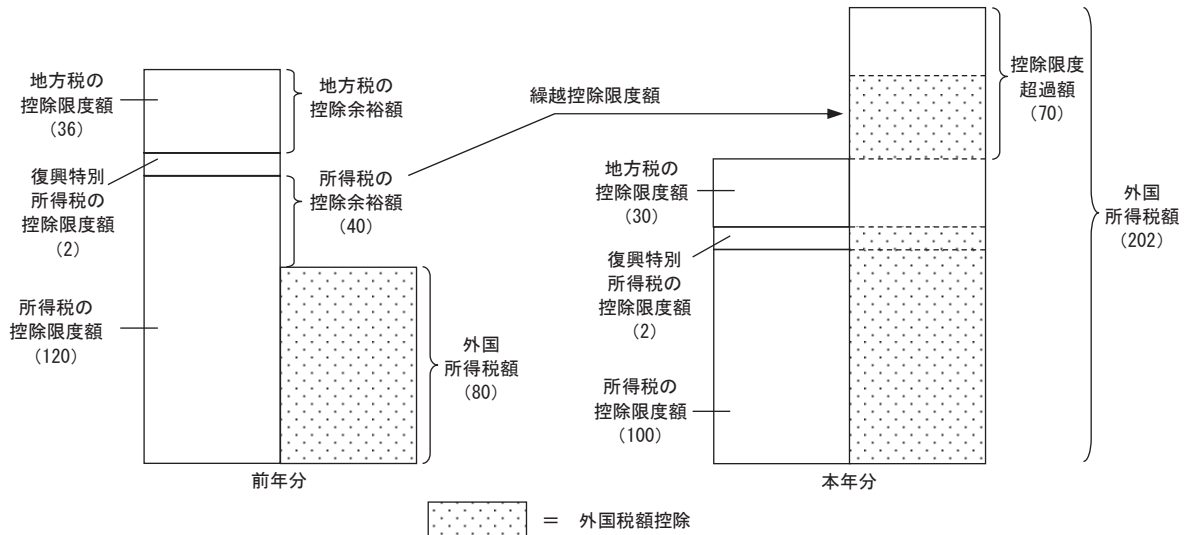 地方税の
控除限度額
（36）
地方税の
控除余裕額
復興特別
所得税の
控除限度額
（2）
所得税の
控除余裕額
（40）
所得税の
控除限度額
（120）
外国
所得税額
（80）
前年分
繰越控除限度額
控除限度
超過額
（70）
地方税の
控除限度額
（30）
復興特別
所得税の
控除限度額
（2）
所得税の
控除限度額
（100）
外国
所得税額
（202）
本年分
＝ 外国税額控除